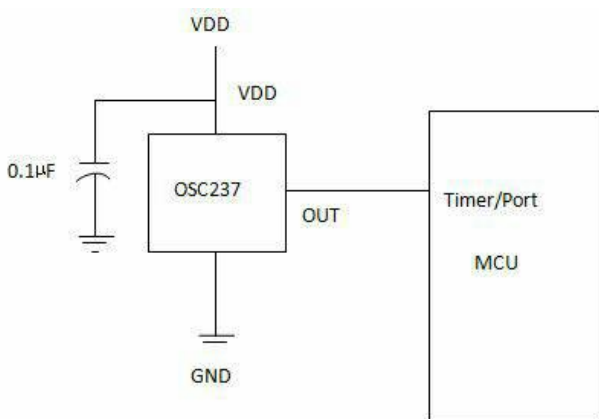 VDD
VDD
0.1µF
OSC237
OUT
Timer/Port
MCU
GND